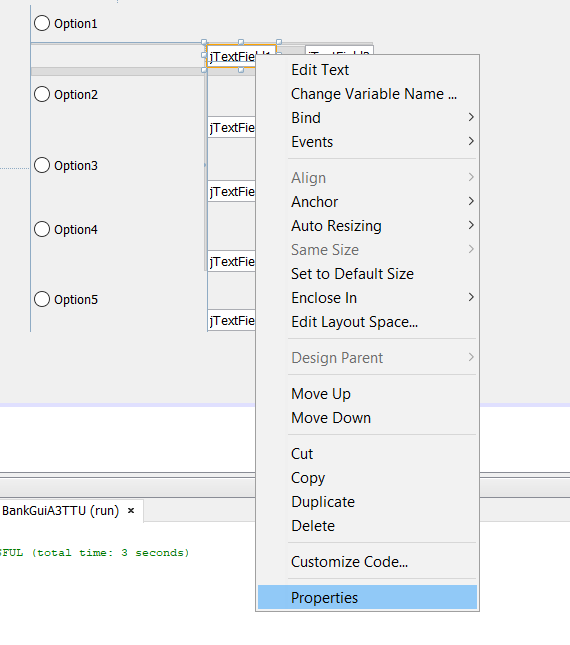 Option1
jTextField1
Option2
jTextFie
Option3
jTextFie
Option4
jTextFie
Option5
jTextFie
Edit Text
Change Variable Name ...
Bind
Events
Align
Anchor
Auto Resizing
Same Size
Set to Default Size
Enclose In
Edit Layout Space...
Design Parent
Move Up
Move Down
Cut
Copy
Duplicate
Delete
Customize Code...
Properties
BankGuiA3TTU (run) ×
SFUL (total time: 3 seconds)